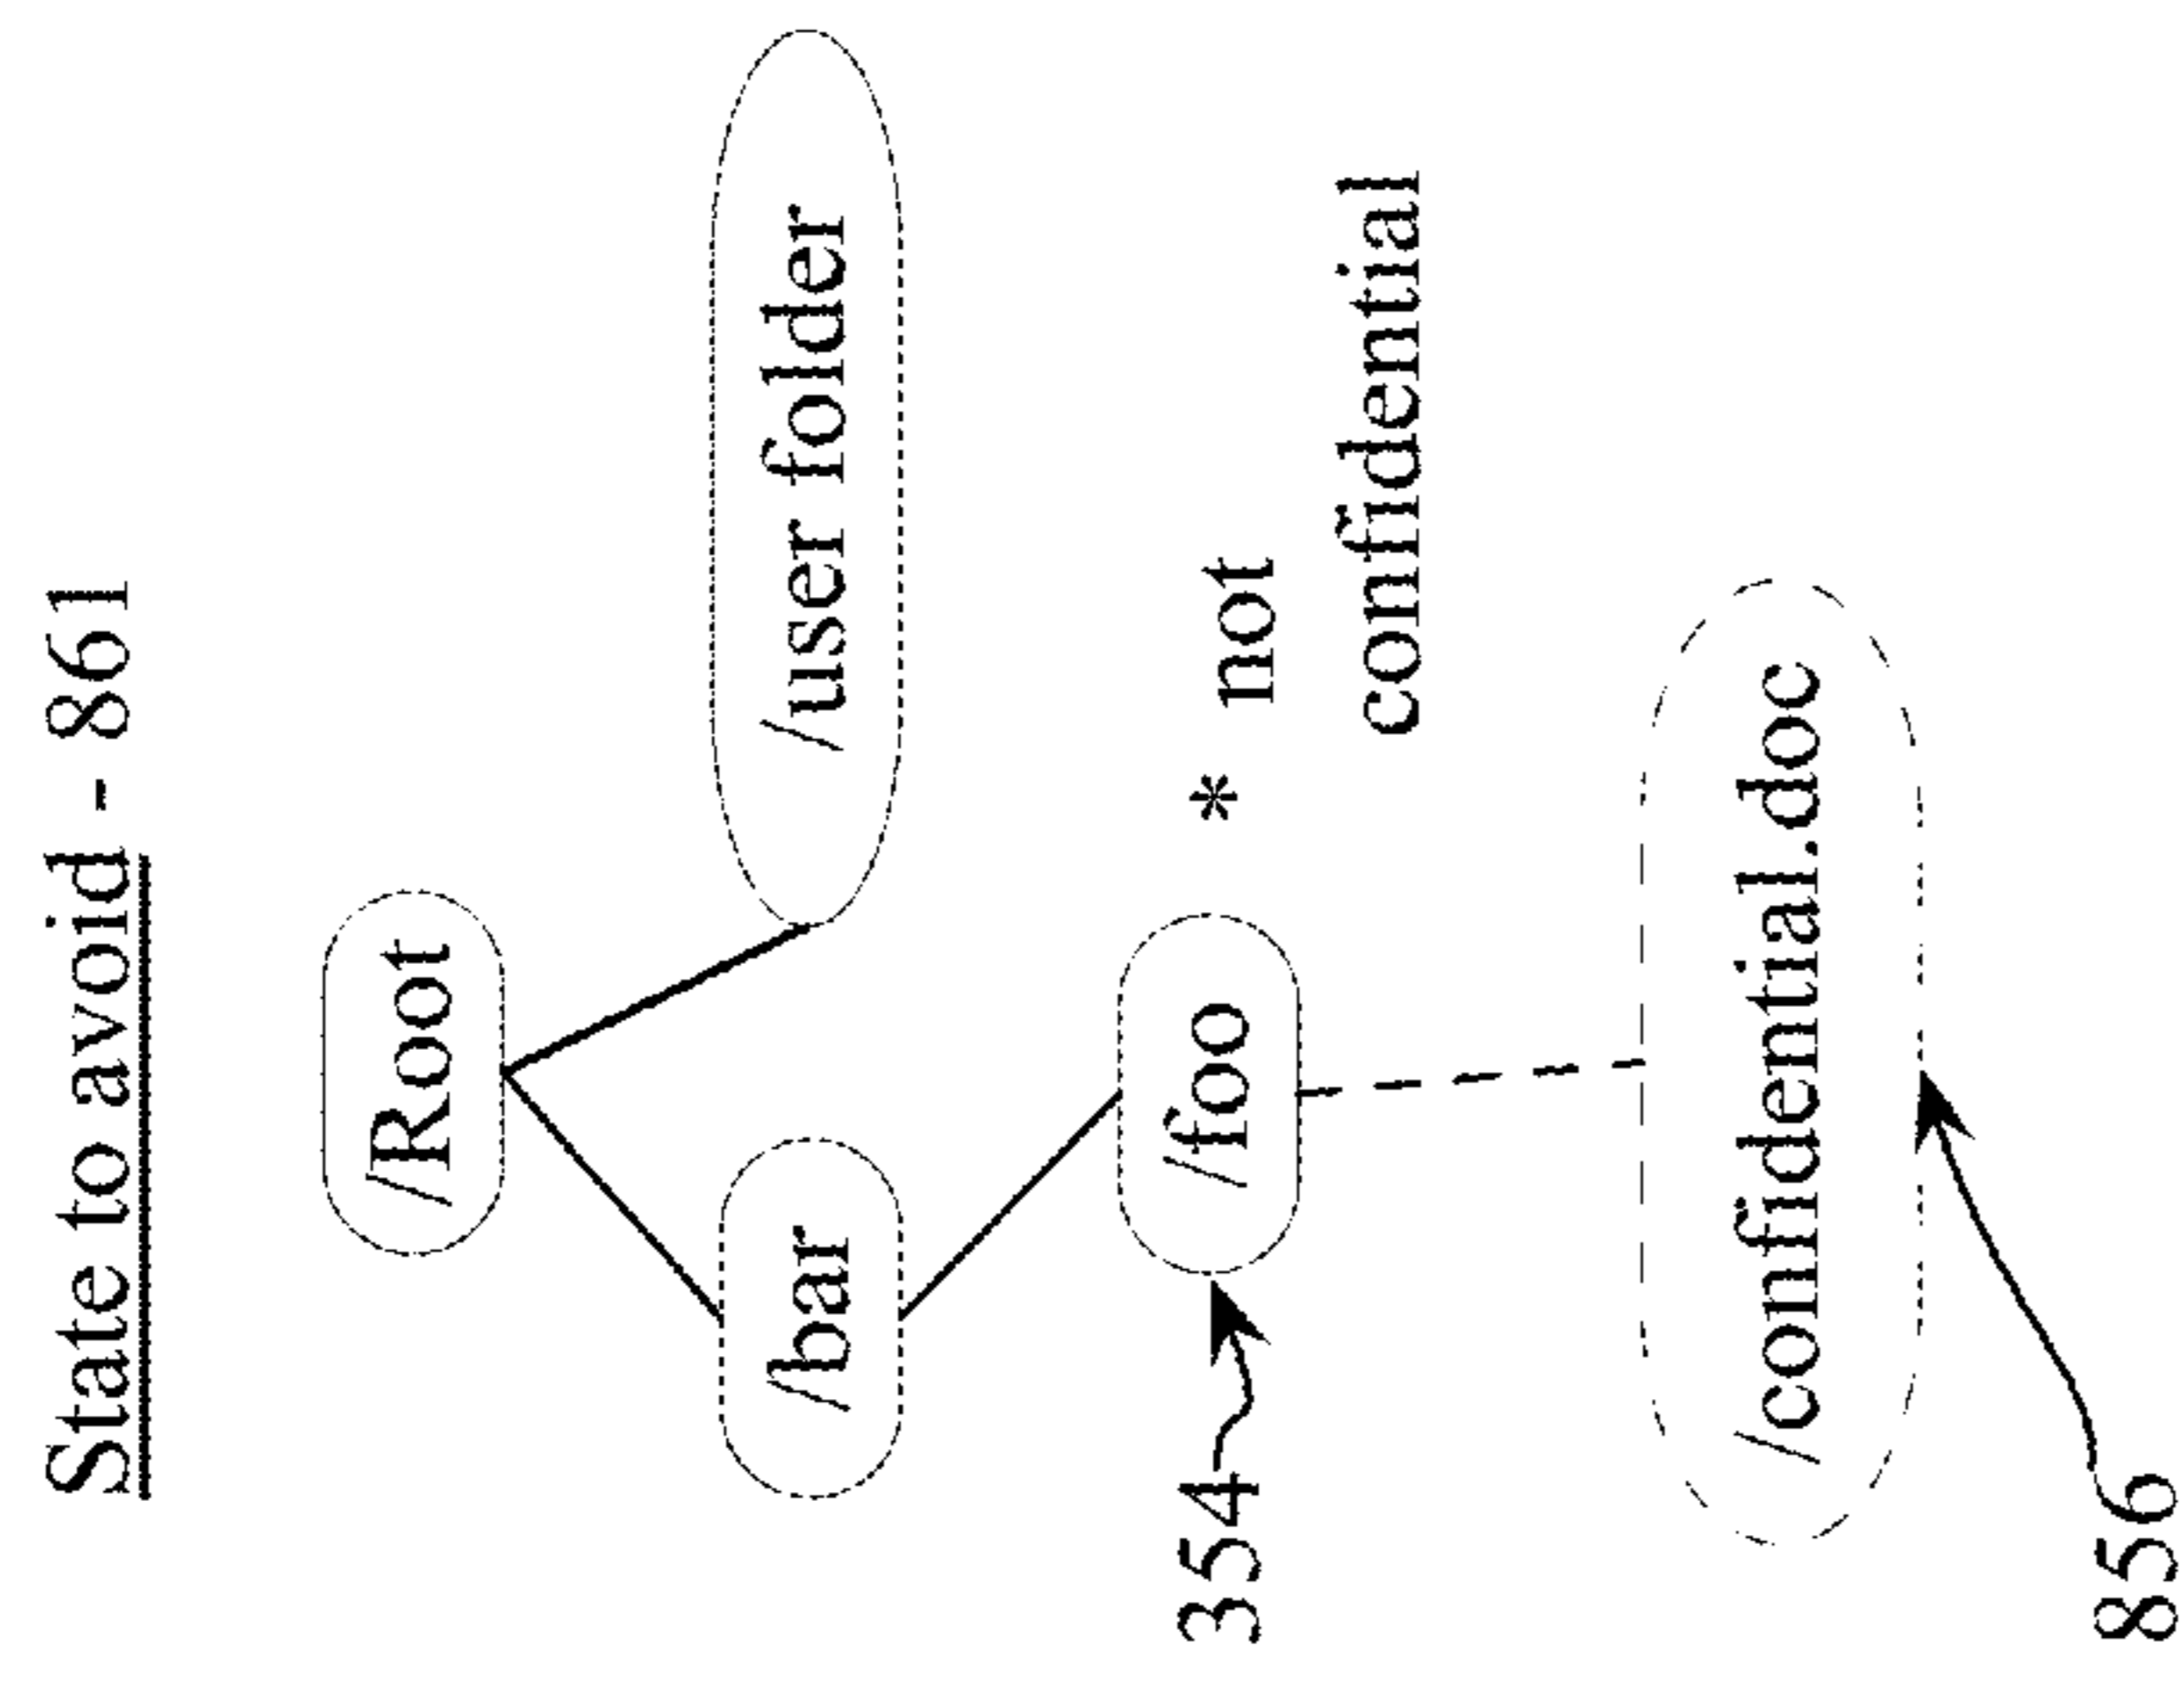 State to avoid - 861
/Root
/bar
/user folder
354
/foo
* not
confidential
/confidential.doc
856